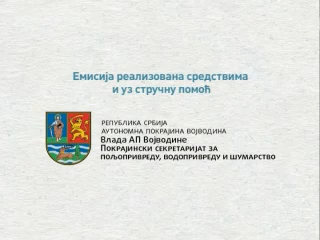 Емисија реализована средствима
и уз стручну помоћ
РЕПУБЛИКА СРБИЈА
АУТОНОМНА ПОКРАЈИНА ВОЈВОДИНА
Влада АП Војводине
ПОКРАЈИНСКИ СЕКРЕТАРИЈАТ ЗА
ПОЉОПРИВРЕДУ, ВОДОПРИВРЕДУ И ШУМАРСТВО